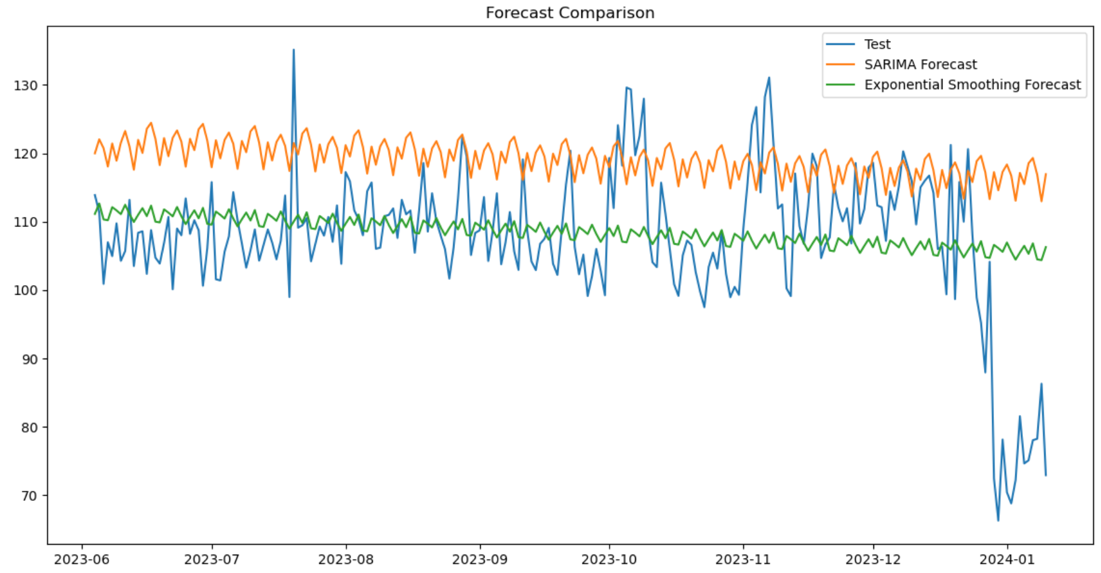 Forecast Comparison
Test
SARIMA Forecast
Exponential Smoothing Forecast
130
120
110
100
90
80
70
2023-06 2023-07 2023-08 2023-09 2023-10 2023-11 2023-12 2024-01